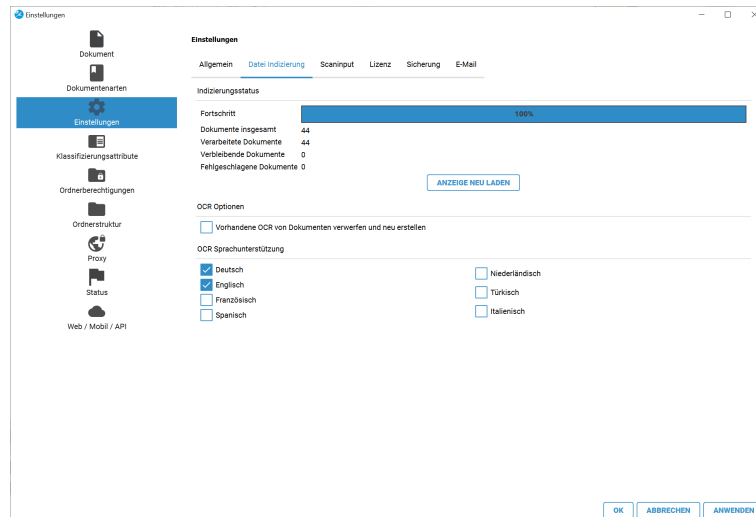 Einstellungen
Dokument
Dokumentenarten
Einstellungen
Klassifizierungsattribute
Ordnerberechtigungen
Ordnerstruktur
Proxy
Status
Web / Mobil / API
Einstellungen
Allgemein Datei Indizierung Scaninput Lizenz Sicherung E-Mail
Indizierungsstatus
Fortschritt 100%
Dokumente insgesamt 44
Verarbeitete Dokumente 44
Verbleibende Dokumente 0
Fehlgeschlagene Dokumente 0
ANZEIGE NEU LADEN
OCR Optionen
Vorhandene OCR von Dokumenten verwerfen und neu erstellen
OCR Sprachunterstützung
Deutsch
Englisch
Französisch
Spanisch
Niederländisch
Türkisch
Italienisch
OK ABBRECHEN ANWENDEN